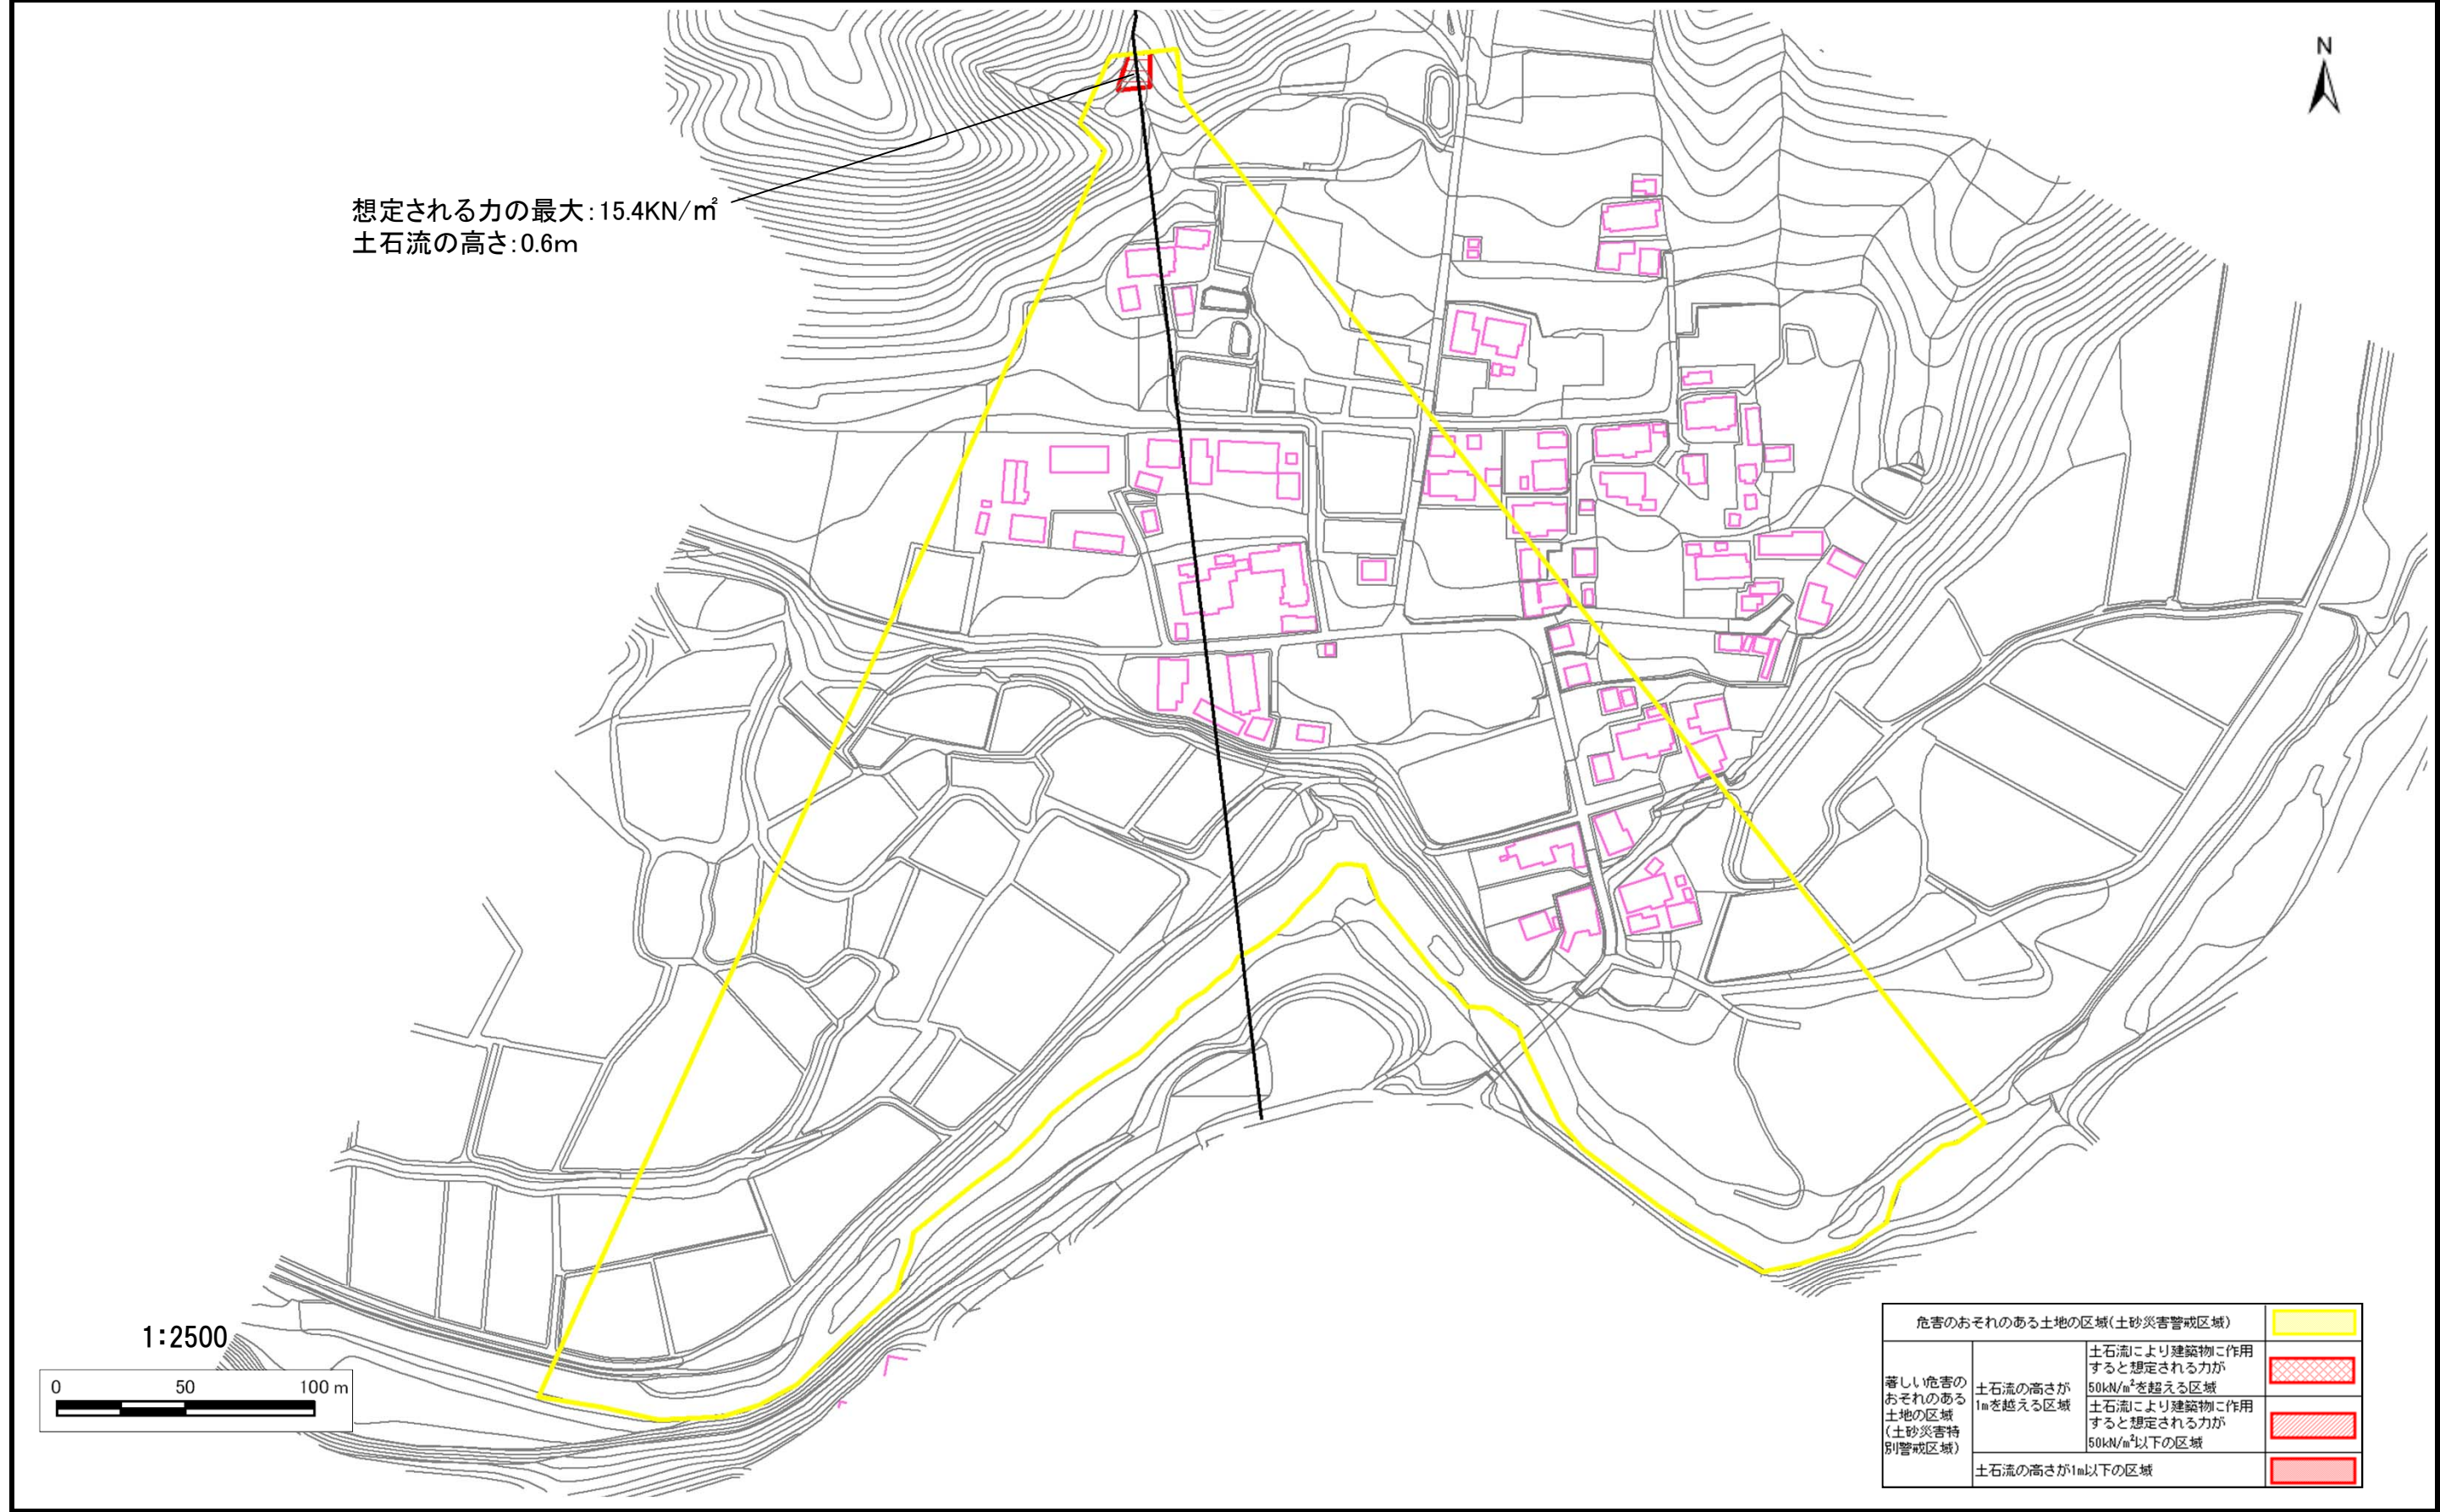 N
想定される力の最大:15.4KN/㎡
土石流の高さ:0.6m
1:2500
0 50 100 m
危害のおそれのある土地の区域(土砂災害警戒区域)
著しい危害の
おそれのある
土地の区域
(土砂災害特
別警戒区域)
土石流の高さが
1mを越える区域
土石流により建築物に作用
すると想定される力が
50kN/m²を超える区域
土石流により建築物に作用
すると想定される力が
50kN/m²以下の区域
土石流の高さが1m以下の区域